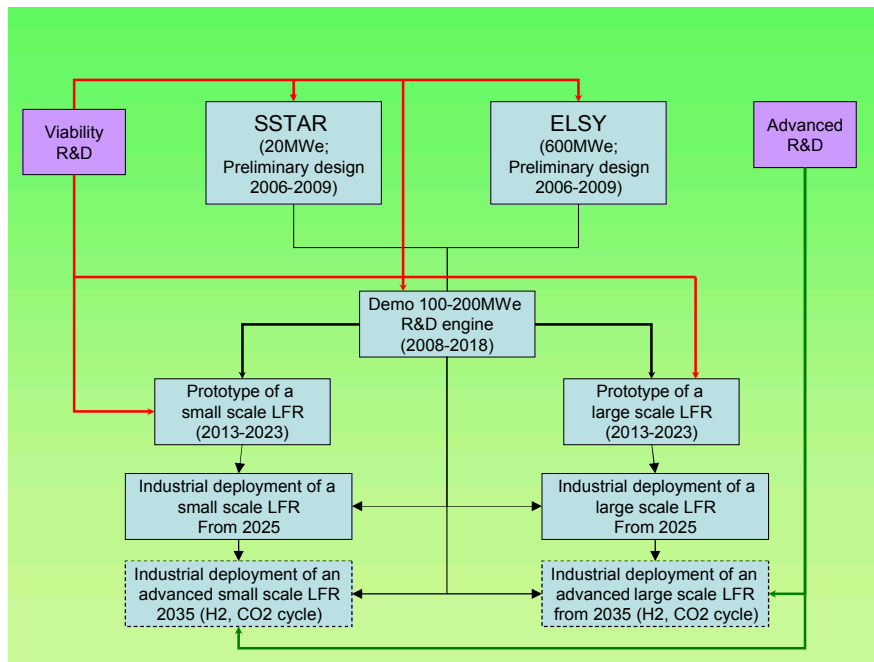 Viability
R&D
SSTAR
(20MWe;
Preliminary design
2006-2009)
ELSY
(600MWe;
Preliminary design
2006-2009)
Advanced
R&D
Demo 100-200MWe
R&D engine
(2008-2018)
Prototype of a
small scale LFR
(2013-2023)
Prototype of a
large scale LFR
(2013-2023)
Industrial deployment of a
small scale LFR
From 2025
Industrial deployment of a
large scale LFR
From 2025
Industrial deployment of an
advanced small scale LFR
2035 (H2, CO2 cycle)
Industrial deployment of an
advanced large scale LFR
from 2035 (H2, CO2 cycle)